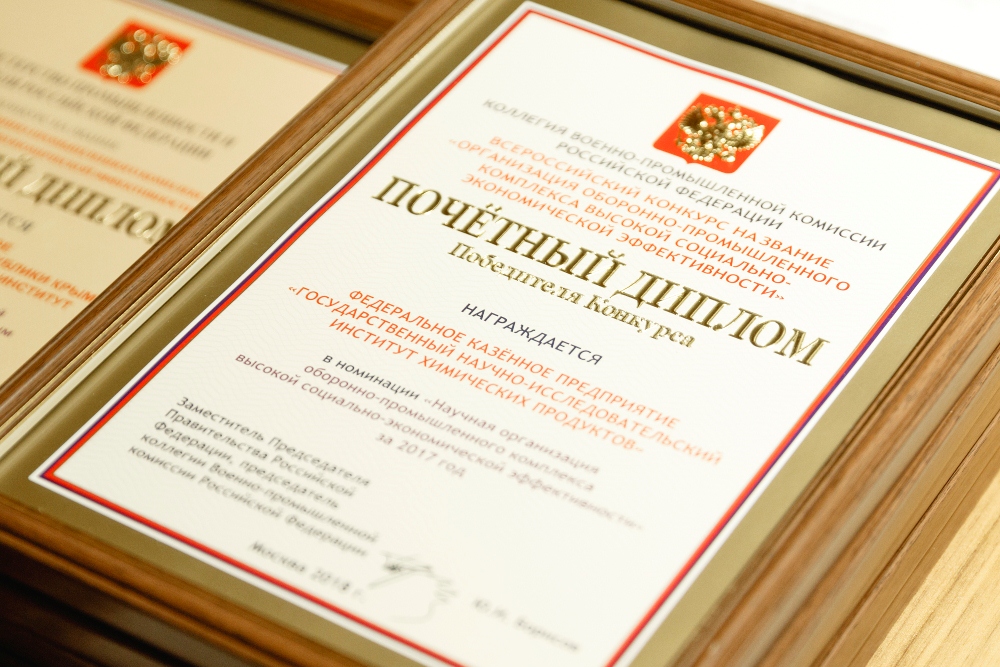 КОЛЛЕГИЯ ВОЕННО-ПРОМЫШЛЕННОЙ КОМИССИИ
РОССИЙСКОЙ ФЕДЕРАЦИИ
ВСЕРОССИЙСКИЙ КОНКУРС НА ЗВАНИЕ
«ОРГАНИЗАЦИЯ ОБОРОННО-ПРОМЫШЛЕННОГО
КОМПЛЕКСА ВЫСОКОЙ СОЦИАЛЬНО-
ЭКОНОМИЧЕСКОЙ ЭФФЕКТИВНОСТИ»
ПОЧЁТНЫЙ ДИПЛОМ
Победителя Конкурса
НАГРАЖДАЕТСЯ
ФЕДЕРАЛЬНОЕ КАЗЁННОЕ ПРЕДПРИЯТИЕ
«ГОСУДАРСТВЕННЫЙ НАУЧНО-ИССЛЕДОВАТЕЛЬСКИЙ
ИНСТИТУТ ХИМИЧЕСКИХ ПРОДУКТОВ»
в номинации «Научная организация
оборонно-промышленного комплекса
высокой социально-экономической эффективности»
за 2017 год
Заместитель Председателя
Правительства Российской
Федерации, председатель
коллегии Военно-промышленной
комиссии Российской Федерации
Ю.И. Борисов
Москва 2018 г.
ДИПЛОМ
КРЫМ
ИНСТИТУТ